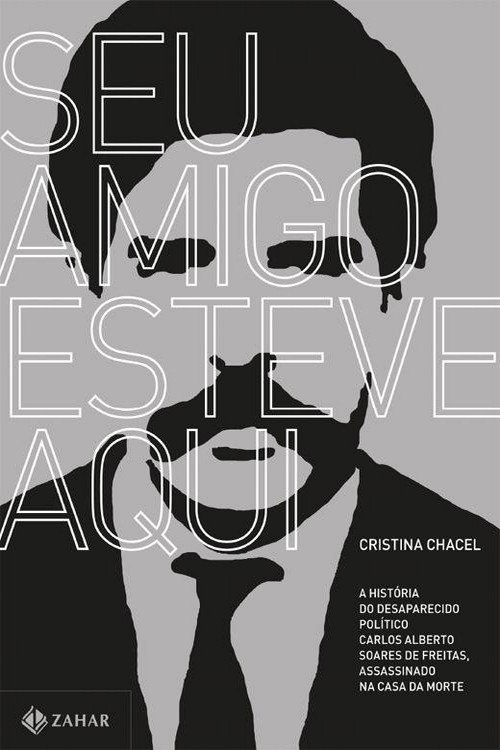 SEU
AMIGO
ESTEVE
AQUI
CRISTINA CHACEL
A HISTÓRIA
DO DESAPARECIDO
POLÍTICO
CARLOS ALBERTO
SOARES DE FREITAS,
ASSASSINADO
NA CASA DA MORTE
ZAHAR